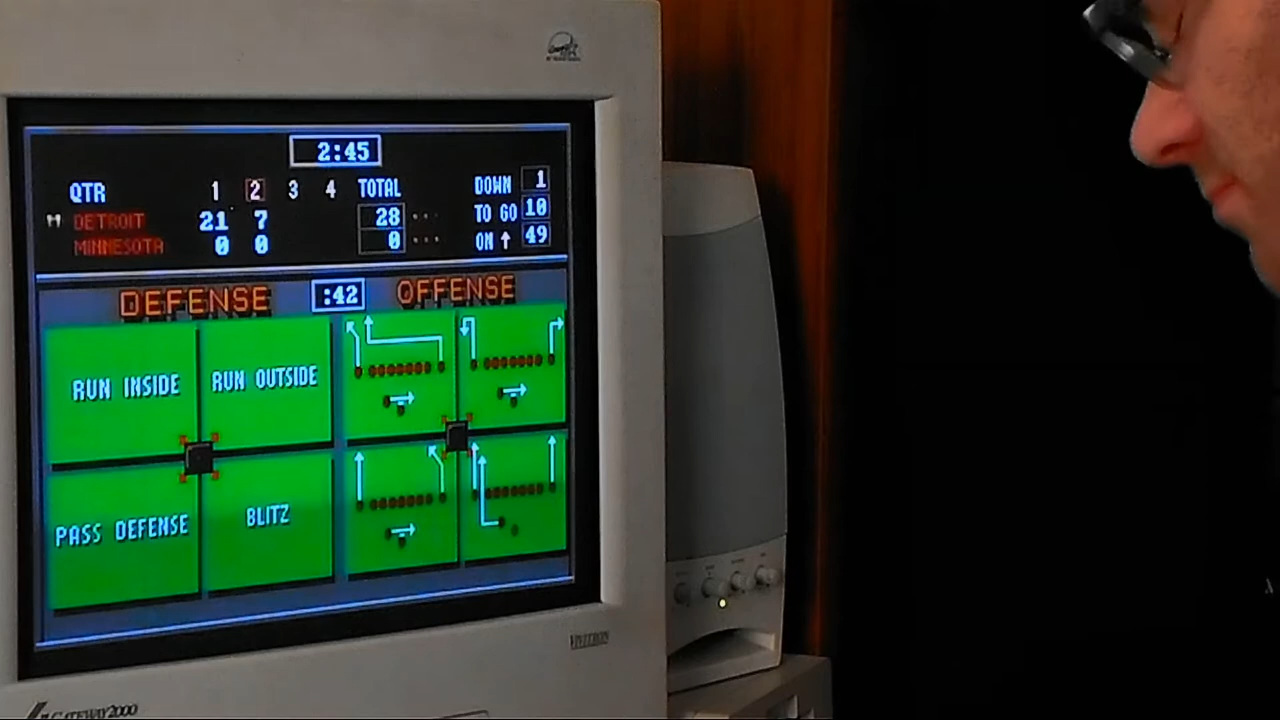 2:45
QTR 1 2 3 4 TOTAL
DETROIT 21 7 28
MINNESOTA 0 0 0
DOWN 1
TO GO 10
ON ↑ 49
DEFENSE :42 OFFENSE
RUN INSIDE RUN OUTSIDE
PASS DEFENSE BLITZ
VIVITRON
GATEWAY2000